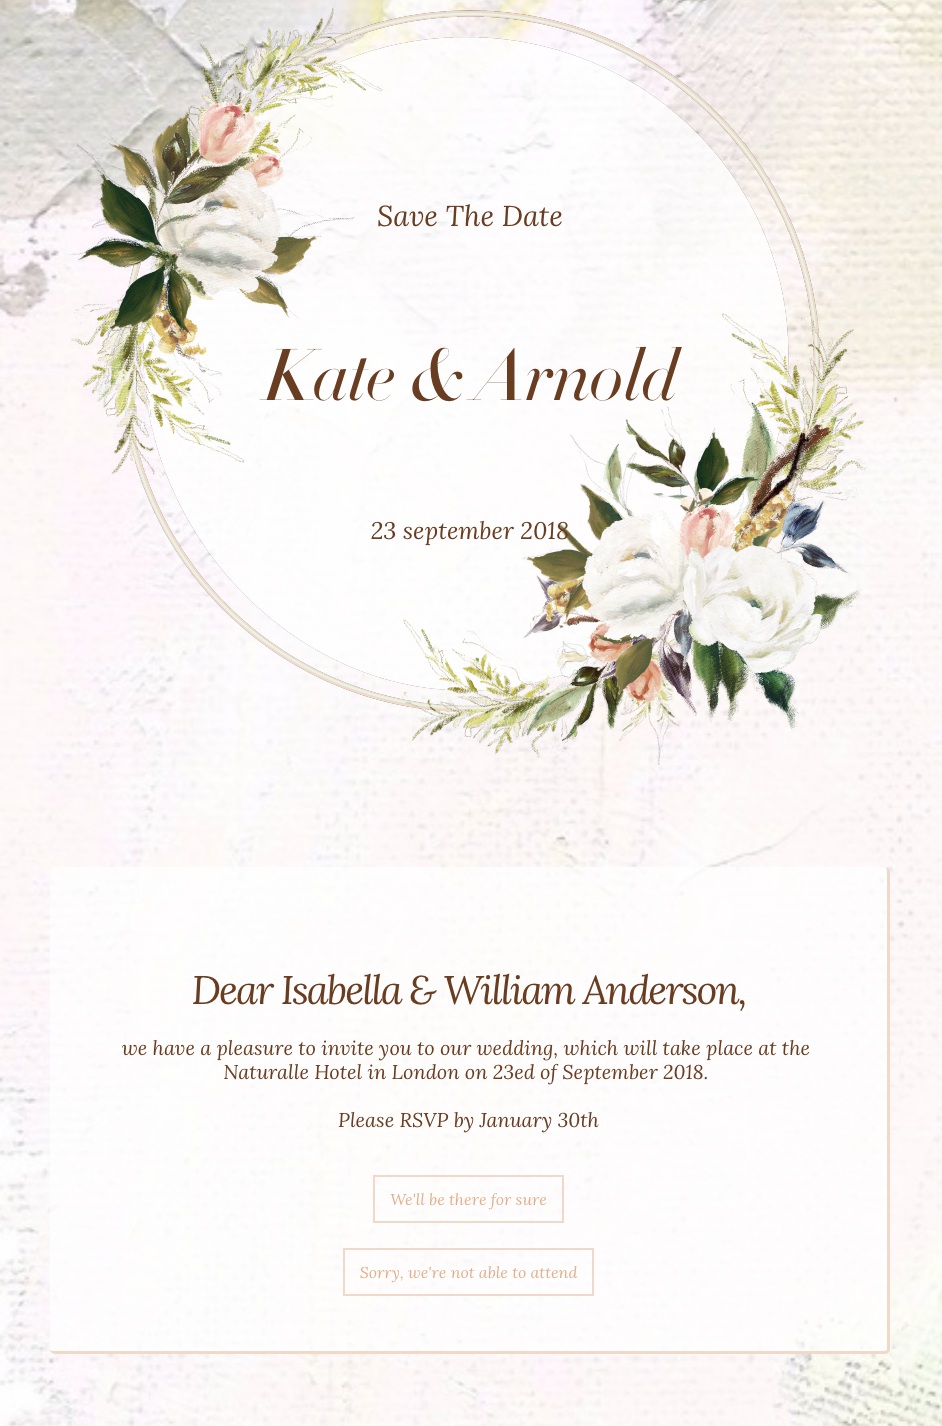 Save The Date
Kate & Arnold
23 september 2018
Dear Isabella & William Anderson,
we have a pleasure to invite you to our wedding, which will take place at the
Naturalle Hotel in London on 23ed of September 2018.
Please RSVP by January 30th
We'll be there for sure
Sorry, we're not able to attend